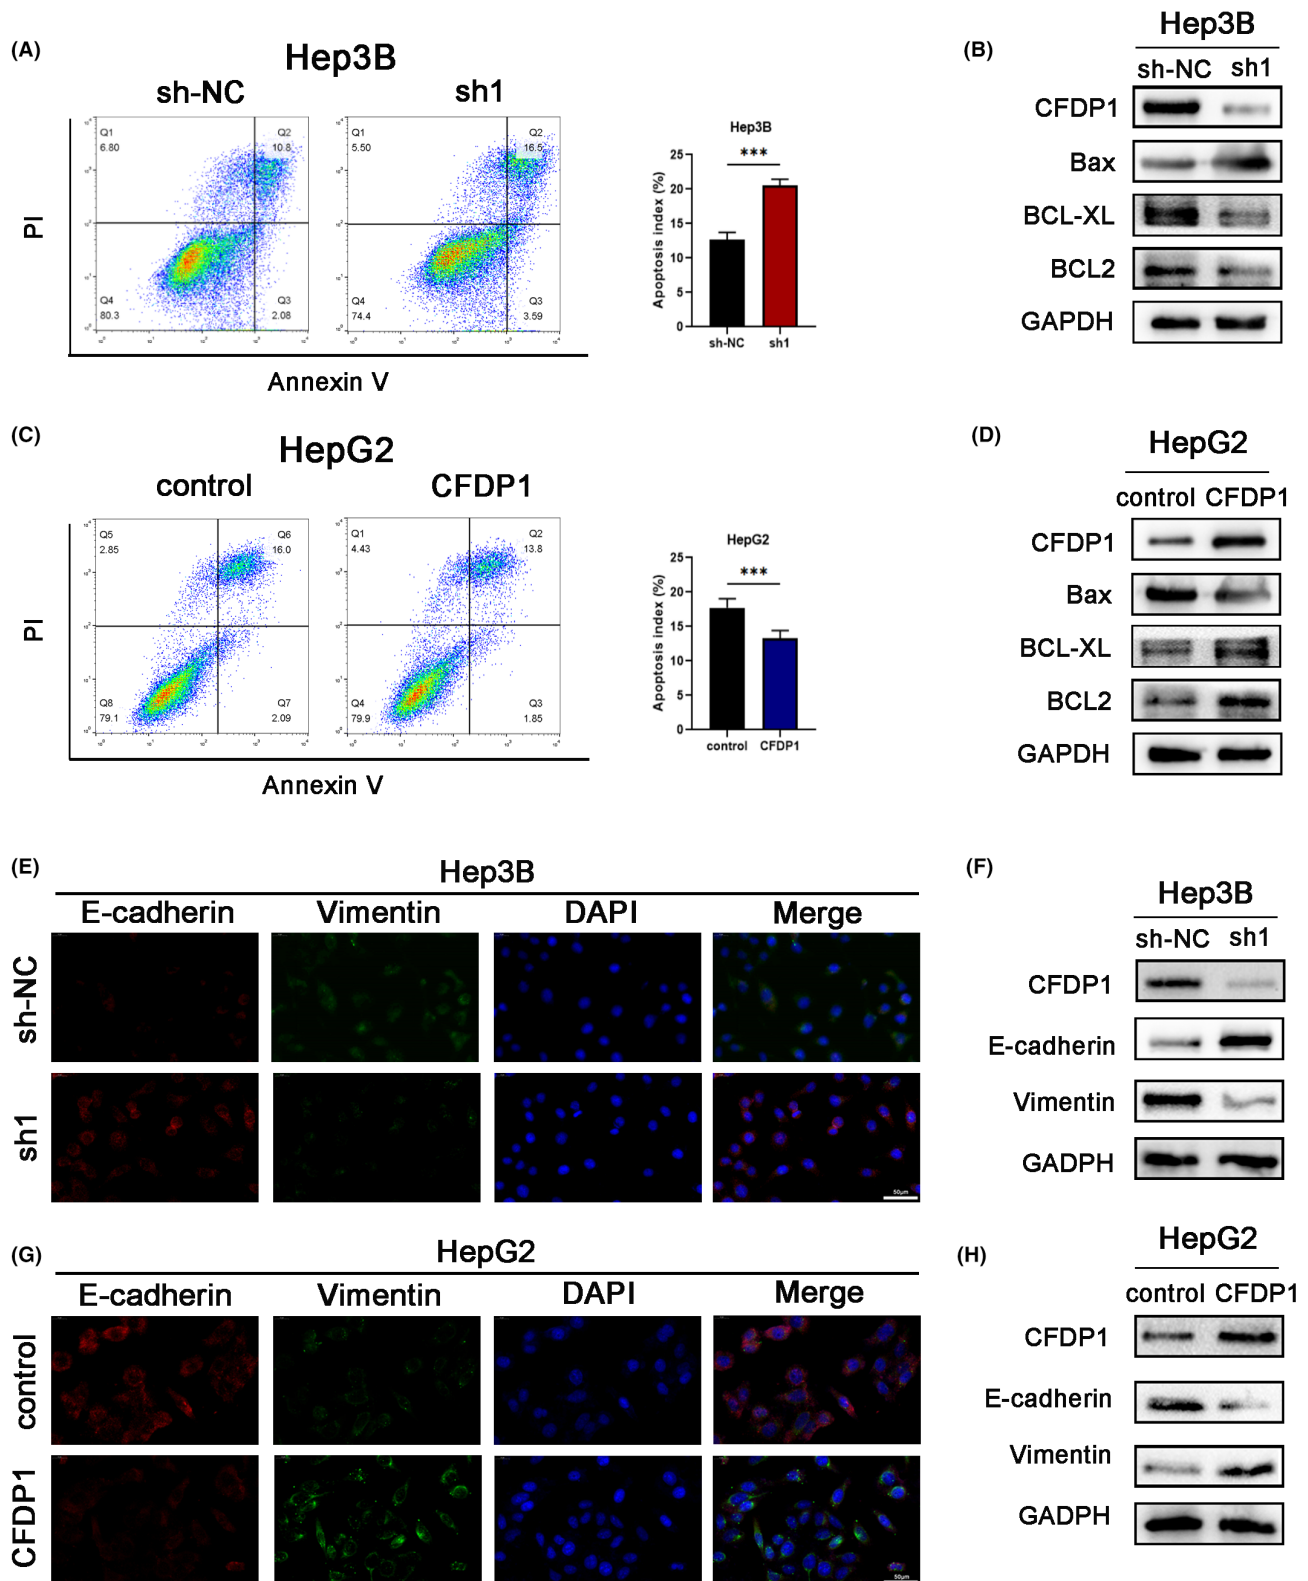 (A)
Hep3B
sh-NC
sh1
Q1
6.80
Q2
10.8
Q4
80.3
Q3
2.08
Q1
5.50
Q2
16.5
Q4
74.4
Q3
3.59
PI
Annexin V
Hep3B
***
Apoptosis index (%)
25
20
15
10
5
0
sh-NC
sh1
(B)
Hep3B
sh-NC sh1
CFDP1
Bax
BCL-XL
BCL2
GAPDH
(C)
HepG2
control
CFDP1
Q5
2.85
Q6
16.0
Q8
79.1
Q7
2.09
Q1
4.43
Q2
13.8
Q4
79.9
Q3
1.85
PI
Annexin V
HepG2
***
Apoptosis index (%)
25
20
15
10
5
0
control
CFDP1
(D)
HepG2
control CFDP1
CFDP1
Bax
BCL-XL
BCL2
GAPDH
(E)
Hep3B
E-cadherin Vimentin DAPI Merge
sh-NC
sh1
50μm
(F)
Hep3B
sh-NC sh1
CFDP1
E-cadherin
Vimentin
GADPH
(G)
HepG2
E-cadherin Vimentin DAPI Merge
control
CFDP1
50μm
(H)
HepG2
control CFDP1
CFDP1
E-cadherin
Vimentin
GADPH